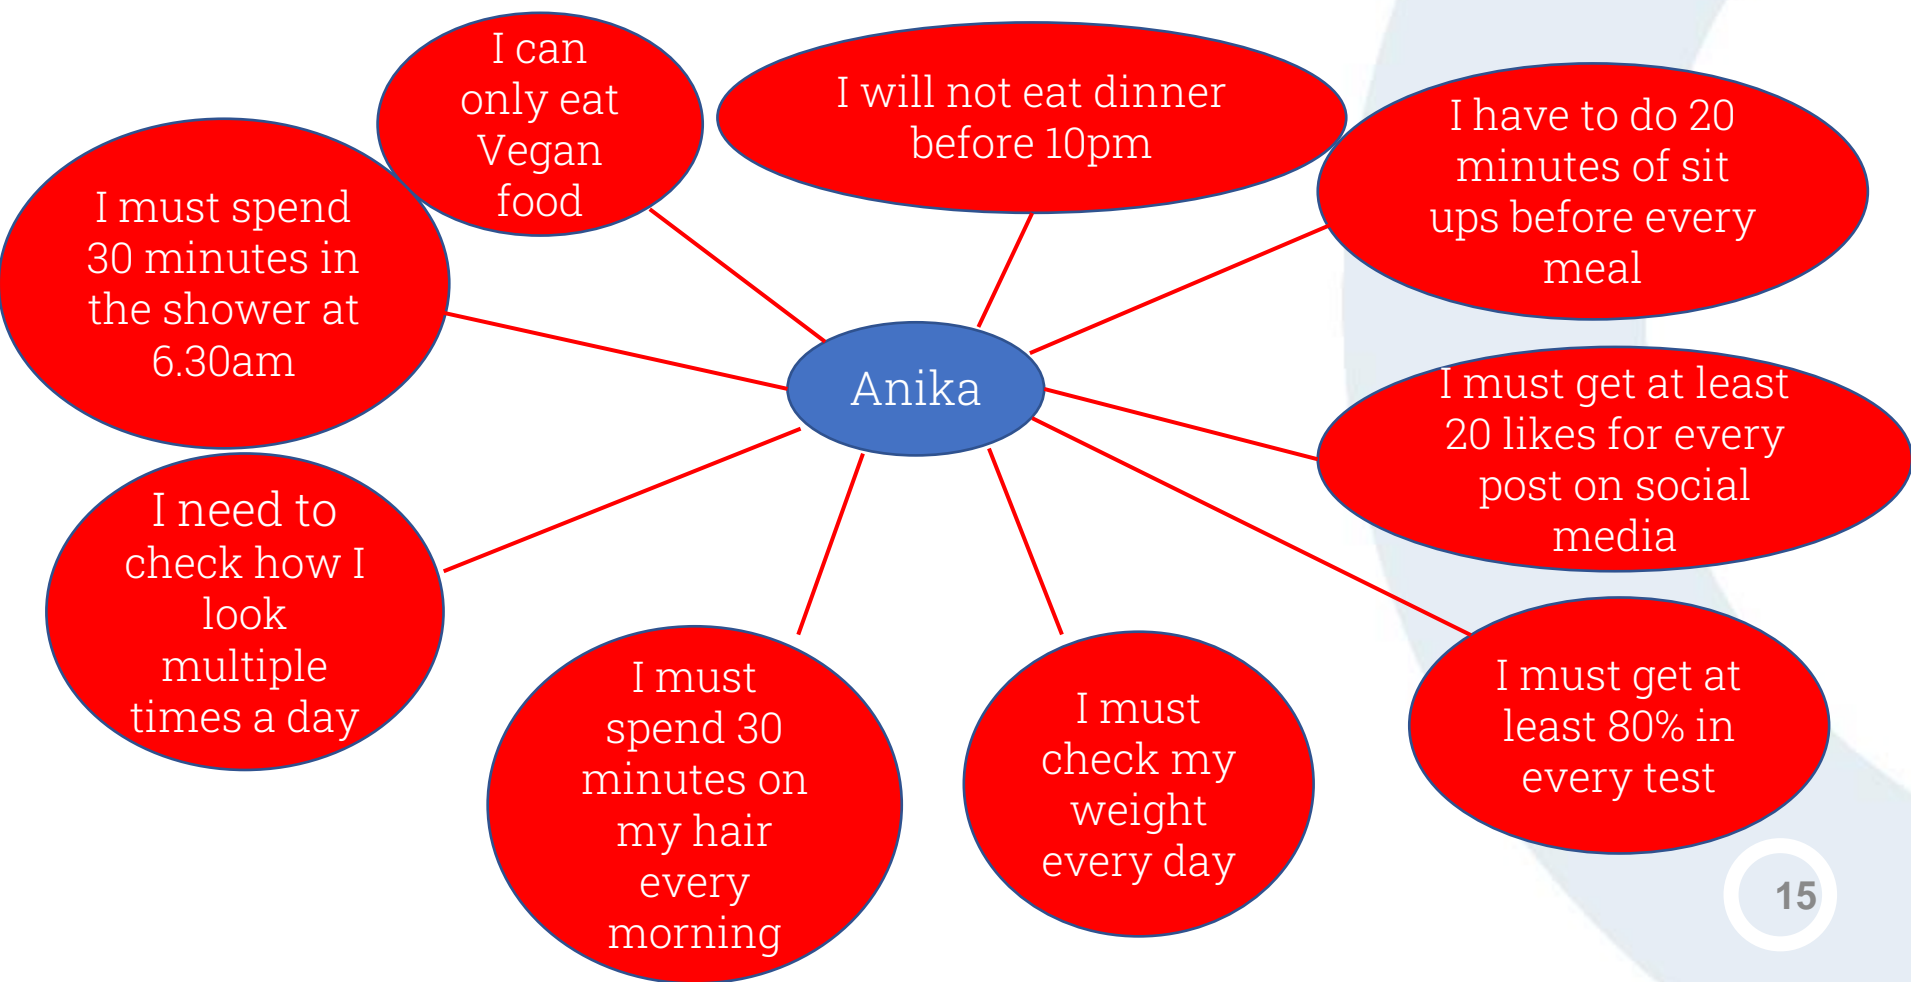 I can
only eat
Vegan
food
I will not eat dinner
before 10pm
I have to do 20
minutes of sit
ups before every
meal
I must spend
30 minutes in
the shower at
6.30am
Anika
I must get at least
20 likes for every
post on social
media
I need to
check how I
look
multiple
times a day
I must
spend 30
minutes on
my hair
every
morning
I must
check my
weight
every day
I must get at
least 80% in
every test
15